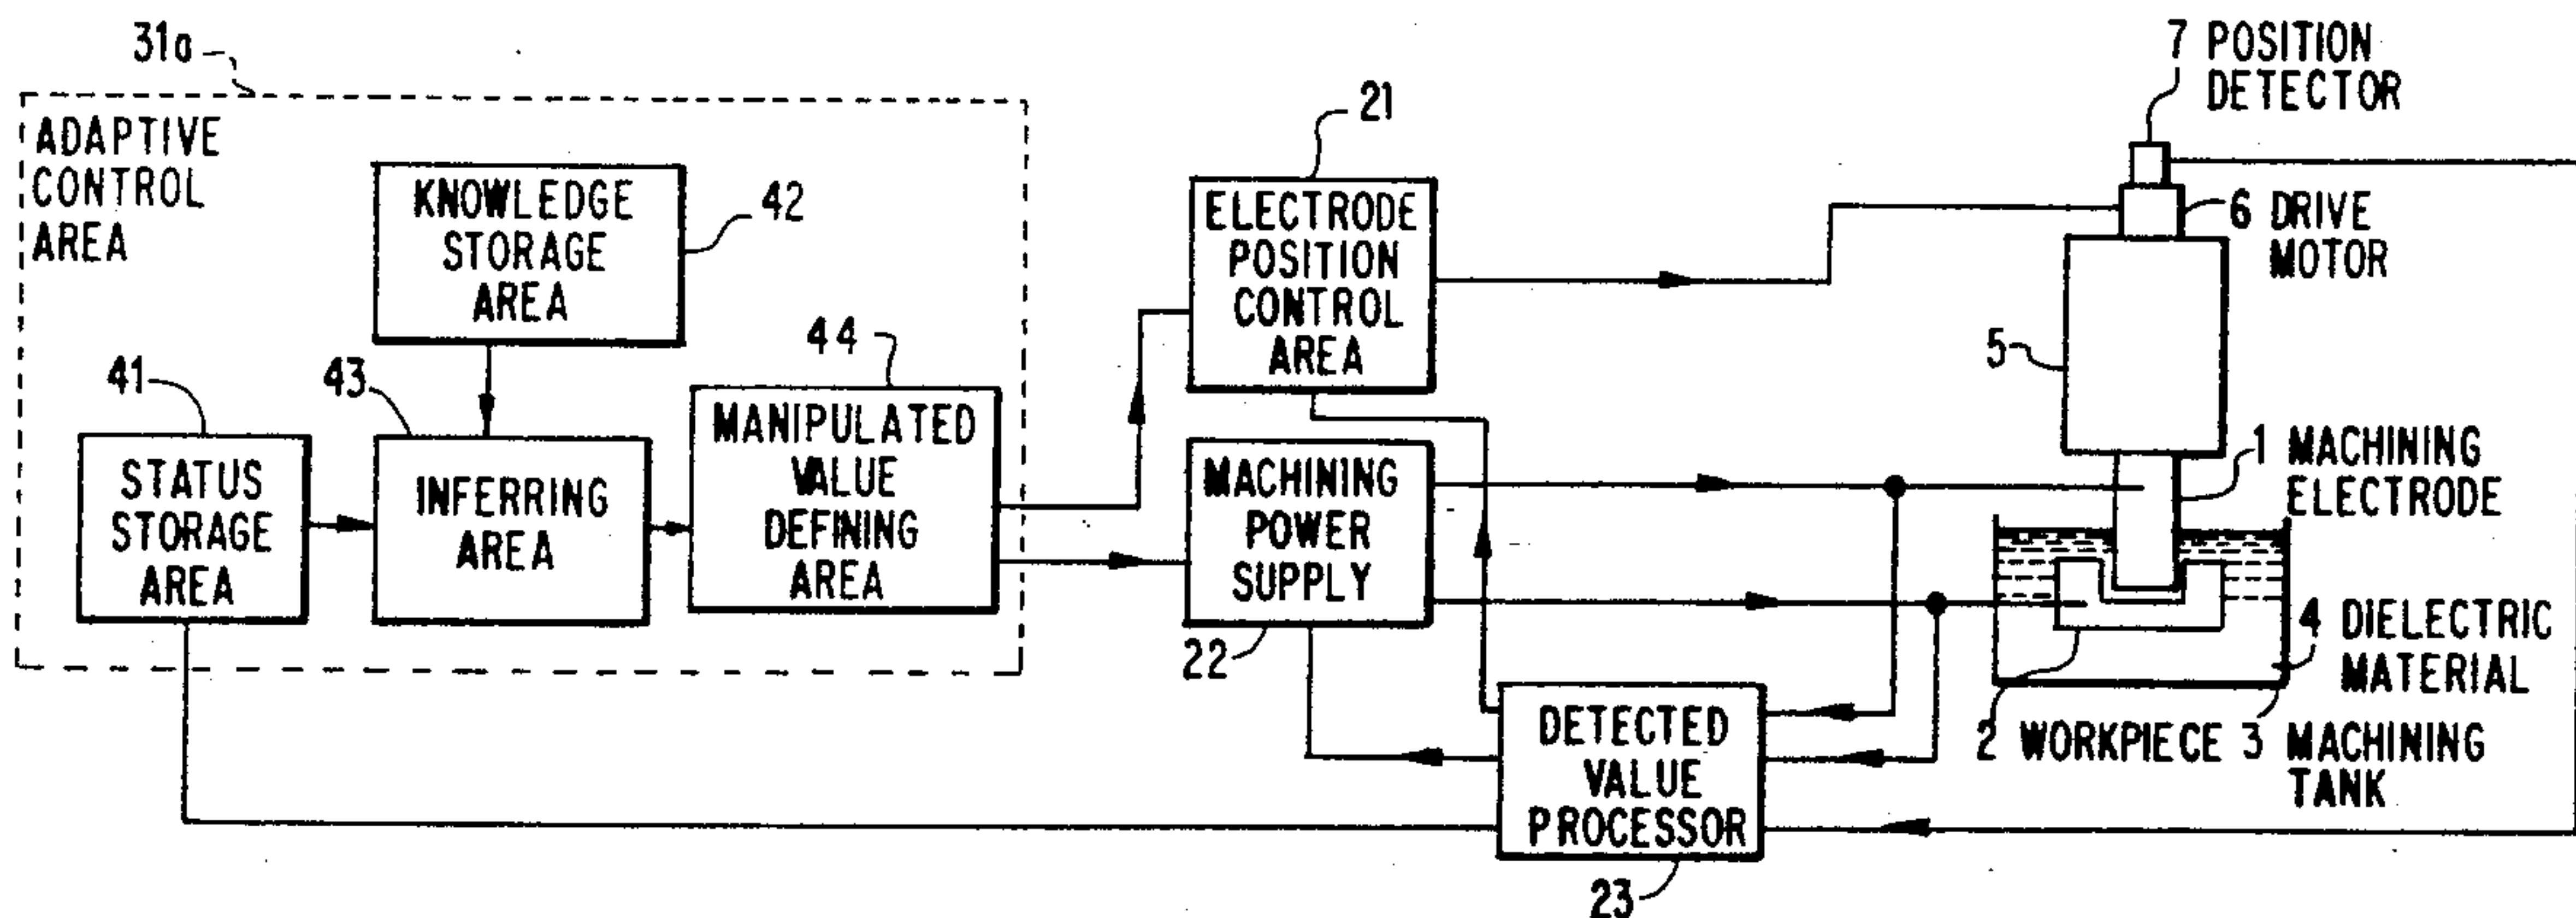 31a
ADAPTIVE
CONTROL
AREA
KNOWLEDGE
STORAGE
AREA
42
41
STATUS
STORAGE
AREA
43
INFERRING
AREA
44
MANIPULATED
VALUE
DEFINING
AREA
21
ELECTRODE
POSITION
CONTROL
AREA
MACHINING
POWER
SUPPLY
22
DETECTED
VALUE
PROCESSOR
23
7 POSITION
DETECTOR
6 DRIVE
MOTOR
5
1 MACHINING
ELECTRODE
4 DIELECTRIC
MATERIAL
2 WORKPIECE
3 MACHINING
TANK